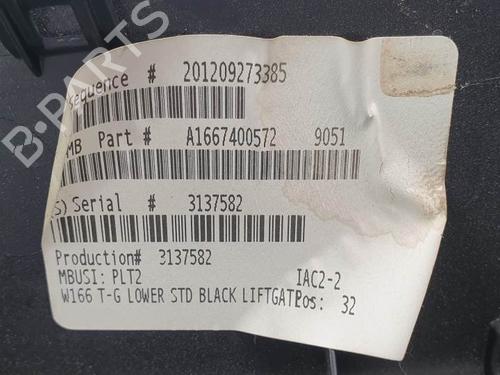 Sequence # 201209273385
MB Part # A1667400572 9051
(S) Serial # 3137582
Production# 3137582
MBUSI: PLT2 IAC2-2
W166 T-G LOWER STD BLACK LIFTGATE Pos: 32
B-PARTS